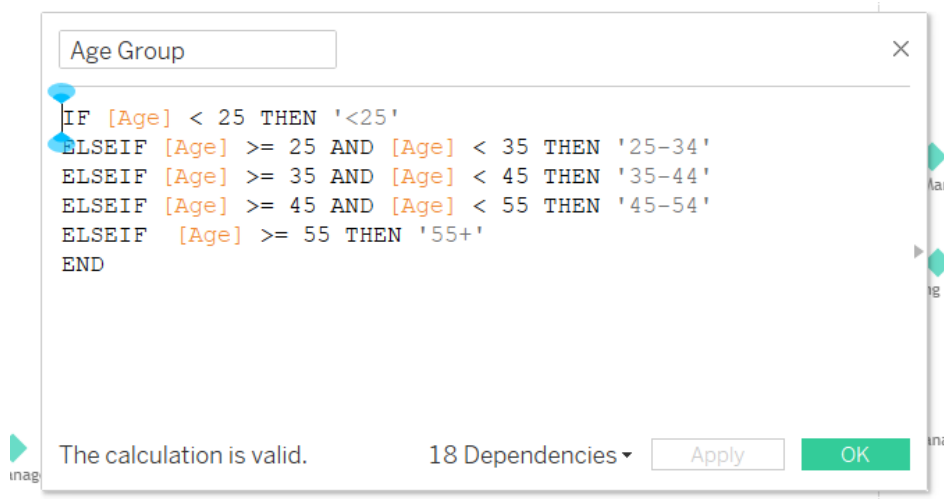 Age Group
IF [Age] < 25 THEN '<25'
ELSEIF [Age] >= 25 AND [Age] < 35 THEN '25-34'
ELSEIF [Age] >= 35 AND [Age] < 45 THEN '35-44'
ELSEIF [Age] >= 45 AND [Age] < 55 THEN '45-54'
ELSEIF  [Age] >= 55 THEN '55+'
END
The calculation is valid.
18 Dependencies
Apply
OK